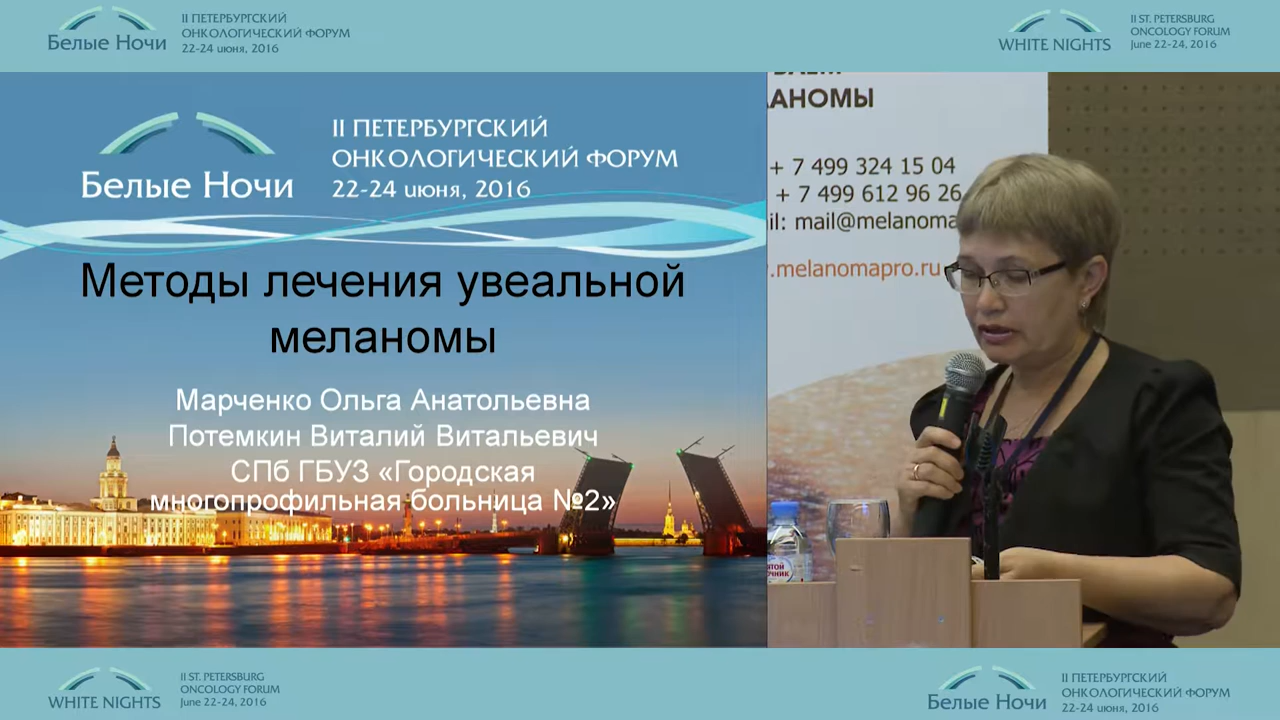 Белые Ночи
II ПЕТЕРБУРГСКИЙ
ОНКОЛОГИЧЕСКИЙ ФОРУМ
22-24 июня, 2016
WHITE NIGHTS
II ST. PETERSBURG
ONCOLOGY FORUM
June 22-24, 2016
Белые Ночи
II ПЕТЕРБУРГСКИЙ
ОНКОЛОГИЧЕСКИЙ ФОРУМ
22-24 июня, 2016
Методы лечения увеальной
меланомы
Марченко Ольга Анатольевна
Потемкин Виталий Витальевич
СПб ГБУЗ «Городская
многопрофильная больница №2»
+ 7 499 324 15 04
+ 7 499 612 96 26
mail@melanoma
.melanomapro.ru
WHITE NIGHTS
II ST. PETERSBURG
ONCOLOGY FORUM
June 22-24, 2016
Белые Ночи
II ПЕТЕРБУРГСКИЙ
ОНКОЛОГИЧЕСКИЙ ФОРУМ
22-24 июня, 2016